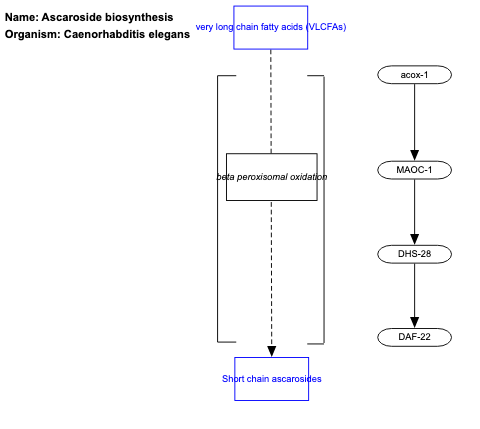 Name: Ascaroside biosynthesis
Organism: Caenorhabditis elegans
very long chain fatty acids (VLCFAs)
acox-1
beta peroxisomal oxidation
MAOC-1
DHS-28
DAF-22
Short chain ascarosides